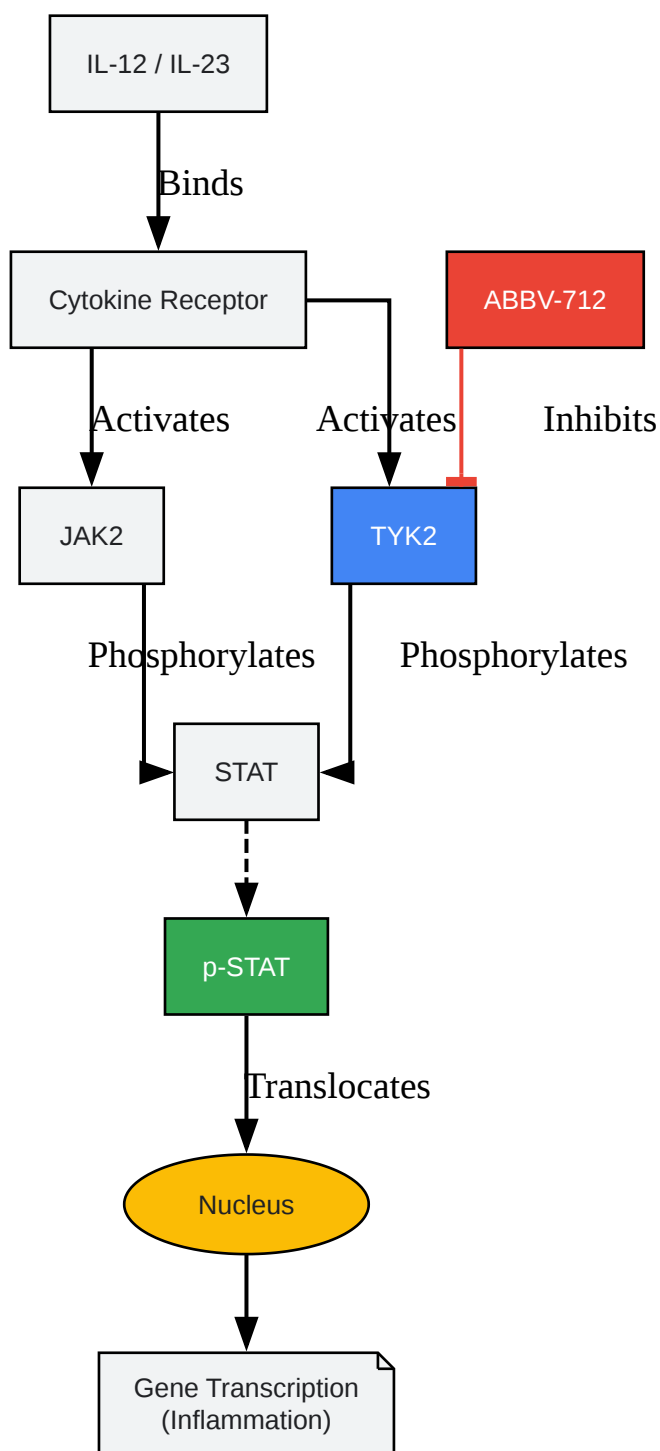 IL-12 / IL-23
Binds
Cytokine Receptor
ABBV-712
Activates
Activates
Inhibits
JAK2
TYK2
Phosphorylates
Phosphorylates
STAT
p-STAT
Translocates
Nucleus
Gene Transcription
(Inflammation)